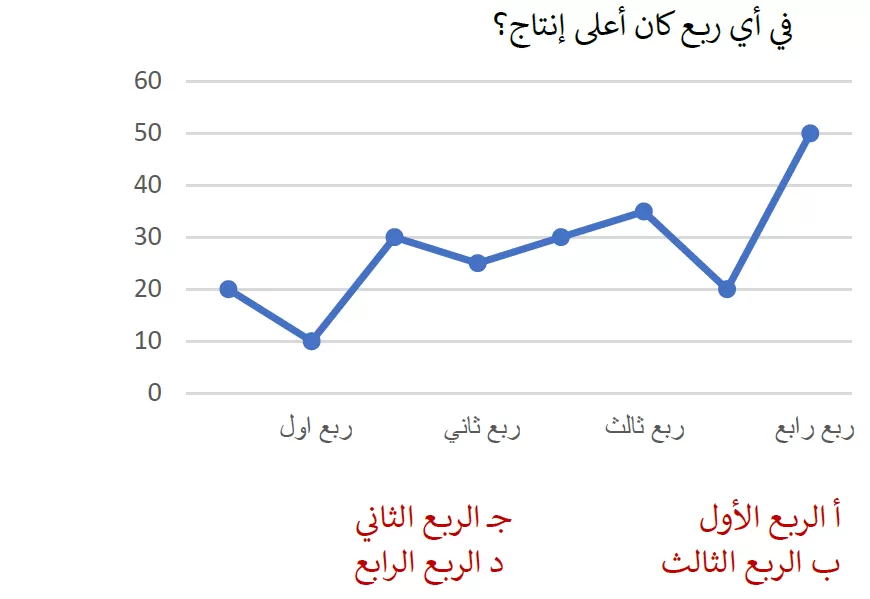 في أي ربع كان أعلى إنتاج؟
60
50
40
30
20
10
0
ربع اول ربع ثاني ربع ثالث ربع رابع
أ الربع الأول جـ الربع الثاني
ب الربع الثالث د الربع الرابع